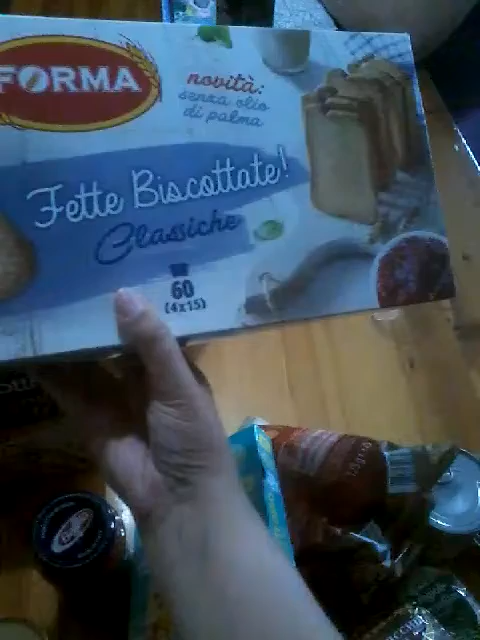 FORMA
novità:
senza olio
di palma
Fette Biscottate!
Classiche
60
(4x15)